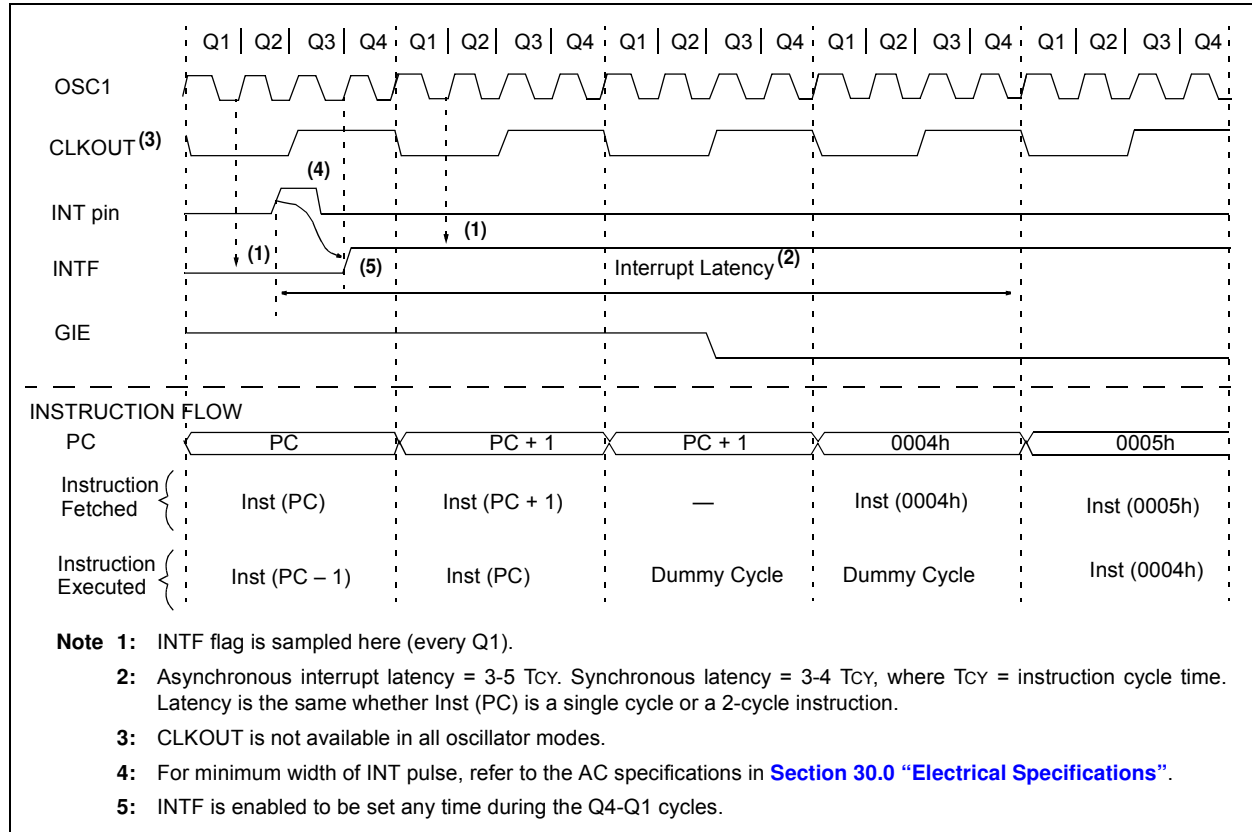 Q1 Q2 Q3 Q4 Q1 Q2 Q3 Q4 Q1 Q2 Q3 Q4 Q1 Q2 Q3 Q4 Q1 Q2 Q3 Q4
OSC1
CLKOUT(3)
(4)
INT pin
(1)
(1)
INTF
(5)
Interrupt Latency(2)
GIE
INSTRUCTION FLOW
PC PC PC + 1 PC + 1 0004h 0005h
Instruction Fetched Inst (PC) Inst (PC + 1) — Inst (0004h) Inst (0005h)
Instruction Executed Inst (PC – 1) Inst (PC) Dummy Cycle Dummy Cycle Inst (0004h)
Note 1: INTF flag is sampled here (every Q1).
2: Asynchronous interrupt latency = 3-5 TCY. Synchronous latency = 3-4 TCY, where TCY = instruction cycle time.
Latency is the same whether Inst (PC) is a single cycle or a 2-cycle instruction.
3: CLKOUT is not available in all oscillator modes.
4: For minimum width of INT pulse, refer to the AC specifications in Section 30.0 “Electrical Specifications”.
5: INTF is enabled to be set any time during the Q4-Q1 cycles.